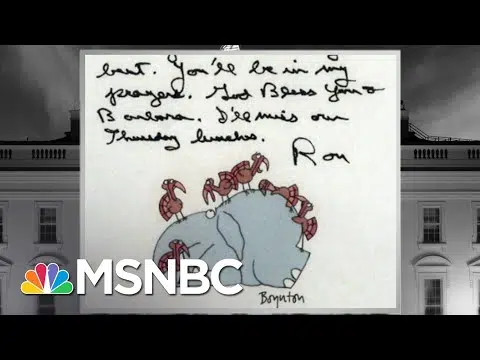 best. You'll be in my
prayers. God Bless You &
Barbara. I'll miss our
Thursday lunches.
Ron
Boynton
MSNBC